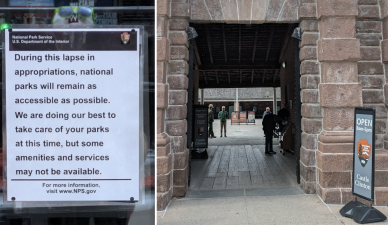 National Park Service
U.S. Department of the Interior
During this lapse in
appropriations, national
parks will remain as
accessible as possible.
We are doing our best to
take care of your parks
at this time, but some
amenities and services
may not be available.
For more information,
visit www.NPS.gov
OPEN
Castle
Clinton